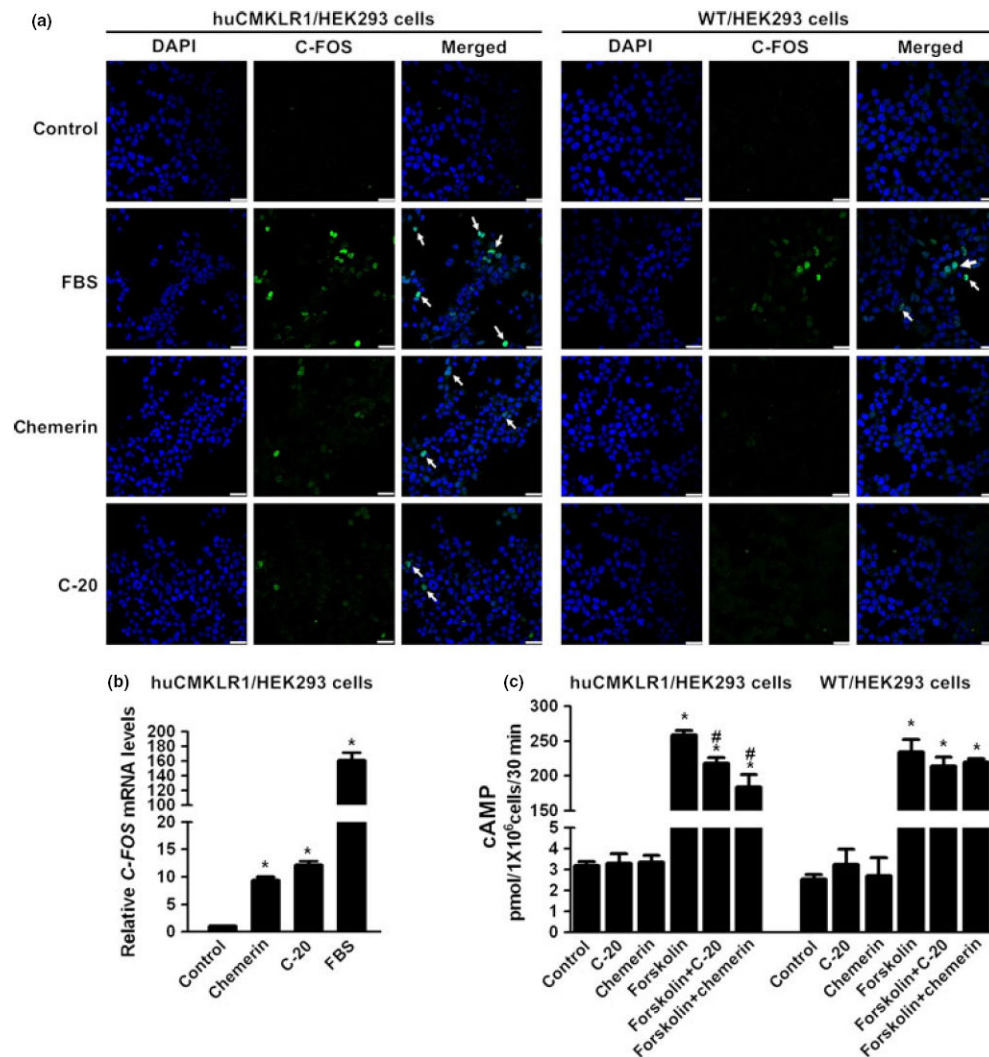 (a)
huCMKLR1/HEK293 cells
WT/HEK293 cells
DAPI C-FOS Merged
DAPI C-FOS Merged
Control
FBS
Chemerin
C-20
(b)
huCMKLR1/HEK293 cells
Relative C-FOS mRNA levels
200
180
160
140
120
100
20
15
10
5
0
*
*
*
Control
Chemerin
C-20
FBS
(c)
huCMKLR1/HEK293 cells
WT/HEK293 cells
cAMP
pmol/1X10⁶cells/30 min
300
250
200
150
100
6
5
4
3
2
1
0
*
#
*
#
*
*
*
*
Control
C-20
Chemerin
Forskolin
Forskolin+C-20
Forskolin+chemerin
Control
C-20
Chemerin
Forskolin
Forskolin+C-20
Forskolin+chemerin